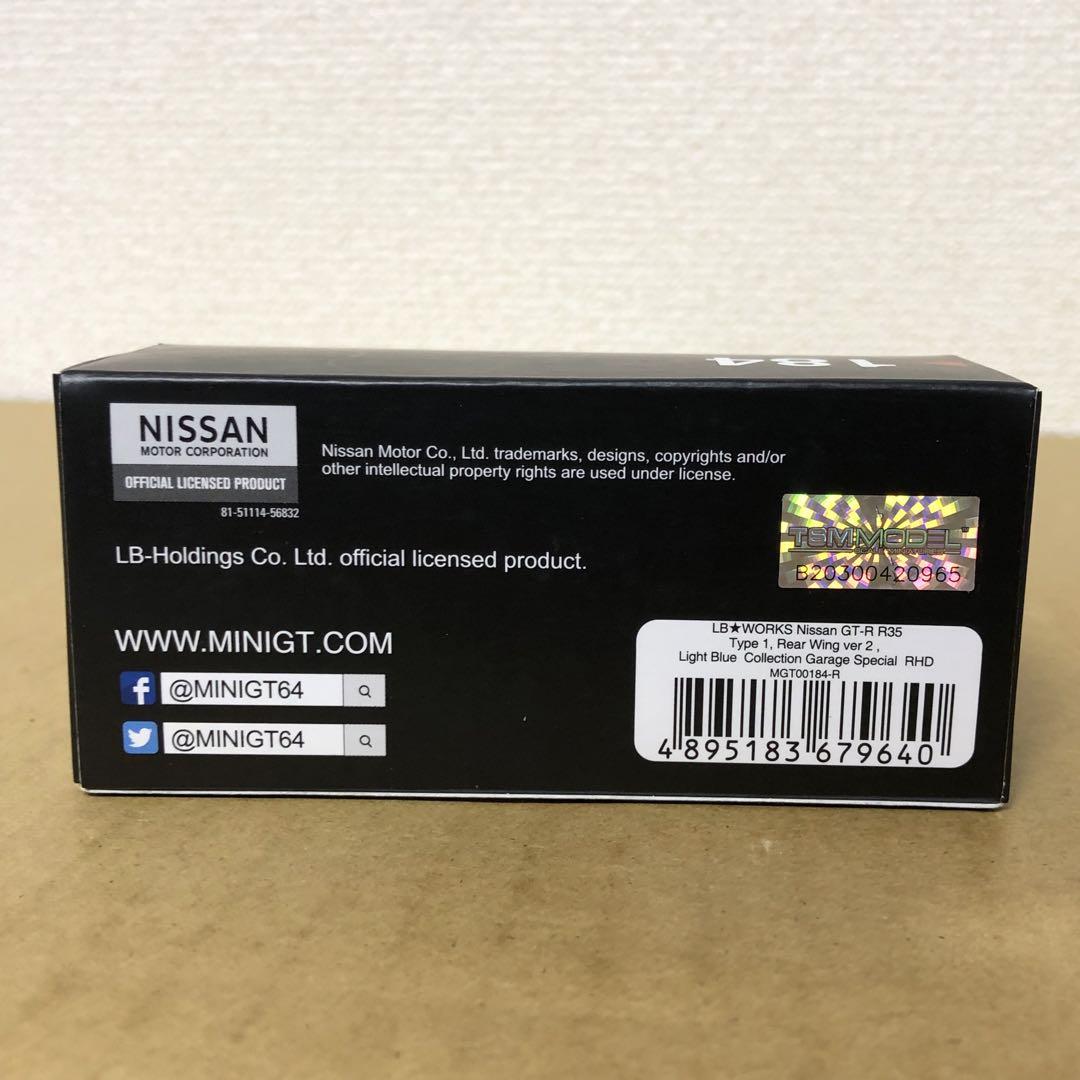 184
NISSAN
MOTOR CORPORATION
OFFICIAL LICENSED PRODUCT
81-51114-56832
Nissan Motor Co., Ltd. trademarks, designs, copyrights and/or
other intellectual property rights are used under license.
TSM MODEL
SCALE MINIATURES
B20300420965
LB-Holdings Co. Ltd. official licensed product.
WWW.MINIGT.COM
@MINIGT64
@MINIGT64
LB★WORKS Nissan GT-R R35
Type 1, Rear Wing ver 2 ,
Light Blue Collection Garage Special RHD
MGT00184-R
4 895183 679640